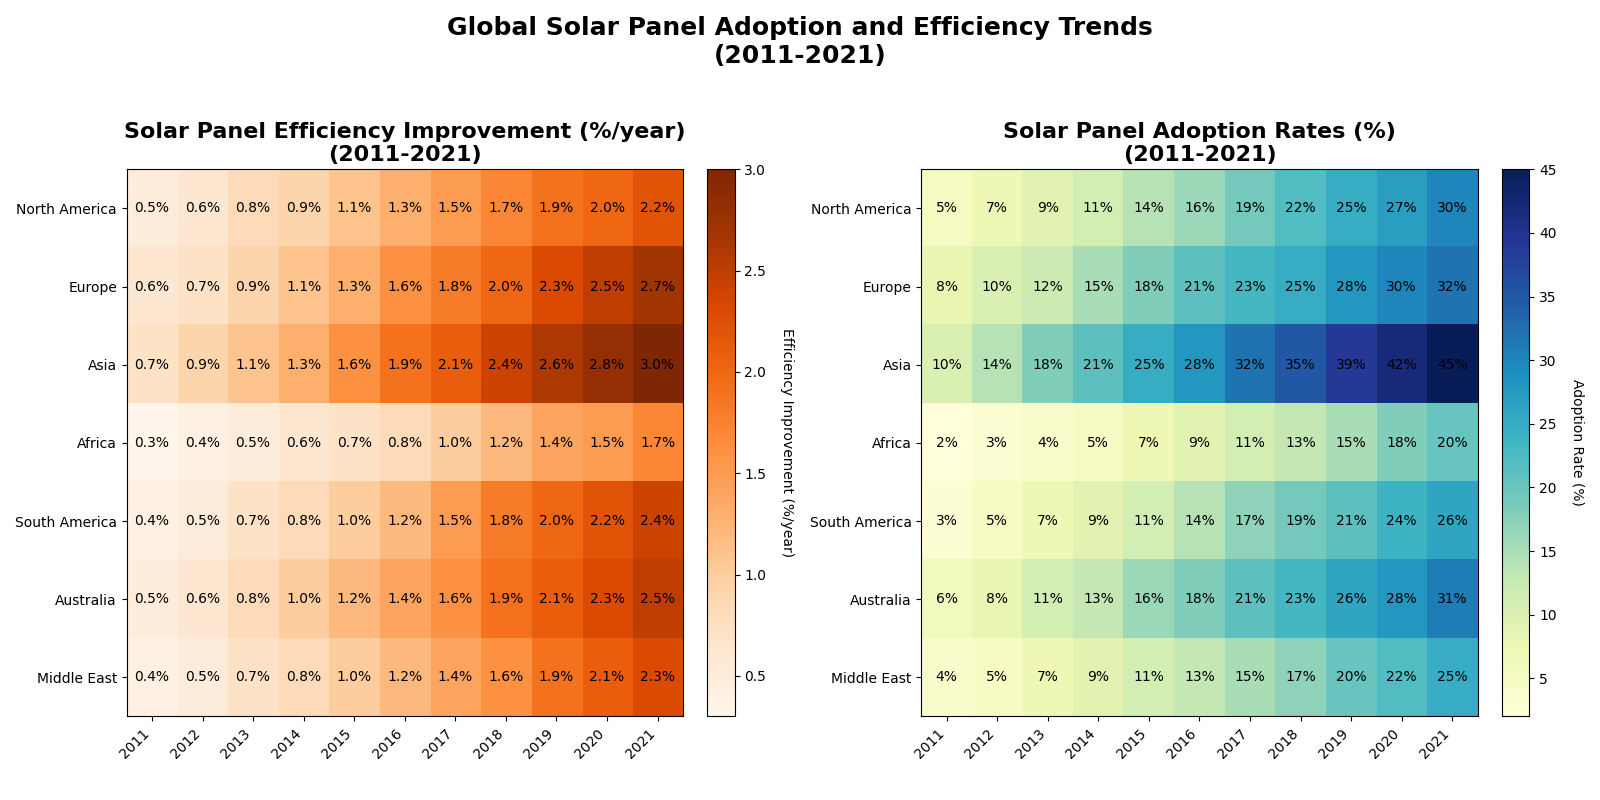 Global Solar Panel Adoption and Efficiency Trends
(2011-2021)
Solar Panel Efficiency Improvement (%/year)
(2011-2021)
North America 0.5% 0.6% 0.8% 0.9% 1.1% 1.3% 1.5% 1.7% 1.9% 2.0% 2.2%
Europe 0.6% 0.7% 0.9% 1.1% 1.3% 1.6% 1.8% 2.0% 2.3% 2.5% 2.7%
Asia 0.7% 0.9% 1.1% 1.3% 1.6% 1.9% 2.1% 2.4% 2.6% 2.8% 3.0%
Africa 0.3% 0.4% 0.5% 0.6% 0.7% 0.8% 1.0% 1.2% 1.4% 1.5% 1.7%
South America 0.4% 0.5% 0.7% 0.8% 1.0% 1.2% 1.5% 1.8% 2.0% 2.2% 2.4%
Australia 0.5% 0.6% 0.8% 1.0% 1.2% 1.4% 1.6% 1.9% 2.1% 2.3% 2.5%
Middle East 0.4% 0.5% 0.7% 0.8% 1.0% 1.2% 1.4% 1.6% 1.9% 2.1% 2.3%
2011 2012 2013 2014 2015 2016 2017 2018 2019 2020 2021
3.0
2.5
2.0
1.5
1.0
0.5
Efficiency Improvement (%/year)
Solar Panel Adoption Rates (%)
(2011-2021)
North America 5% 7% 9% 11% 14% 16% 19% 22% 25% 27% 30%
Europe 8% 10% 12% 15% 18% 21% 23% 25% 28% 30% 32%
Asia 10% 14% 18% 21% 25% 28% 32% 35% 39% 42% 45%
Africa 2% 3% 4% 5% 7% 9% 11% 13% 15% 18% 20%
South America 3% 5% 7% 9% 11% 14% 17% 19% 21% 24% 26%
Australia 6% 8% 11% 13% 16% 18% 21% 23% 26% 28% 31%
Middle East 4% 5% 7% 9% 11% 13% 15% 17% 20% 22% 25%
2011 2012 2013 2014 2015 2016 2017 2018 2019 2020 2021
45
40
35
30
25
20
15
10
5
Adoption Rate (%)